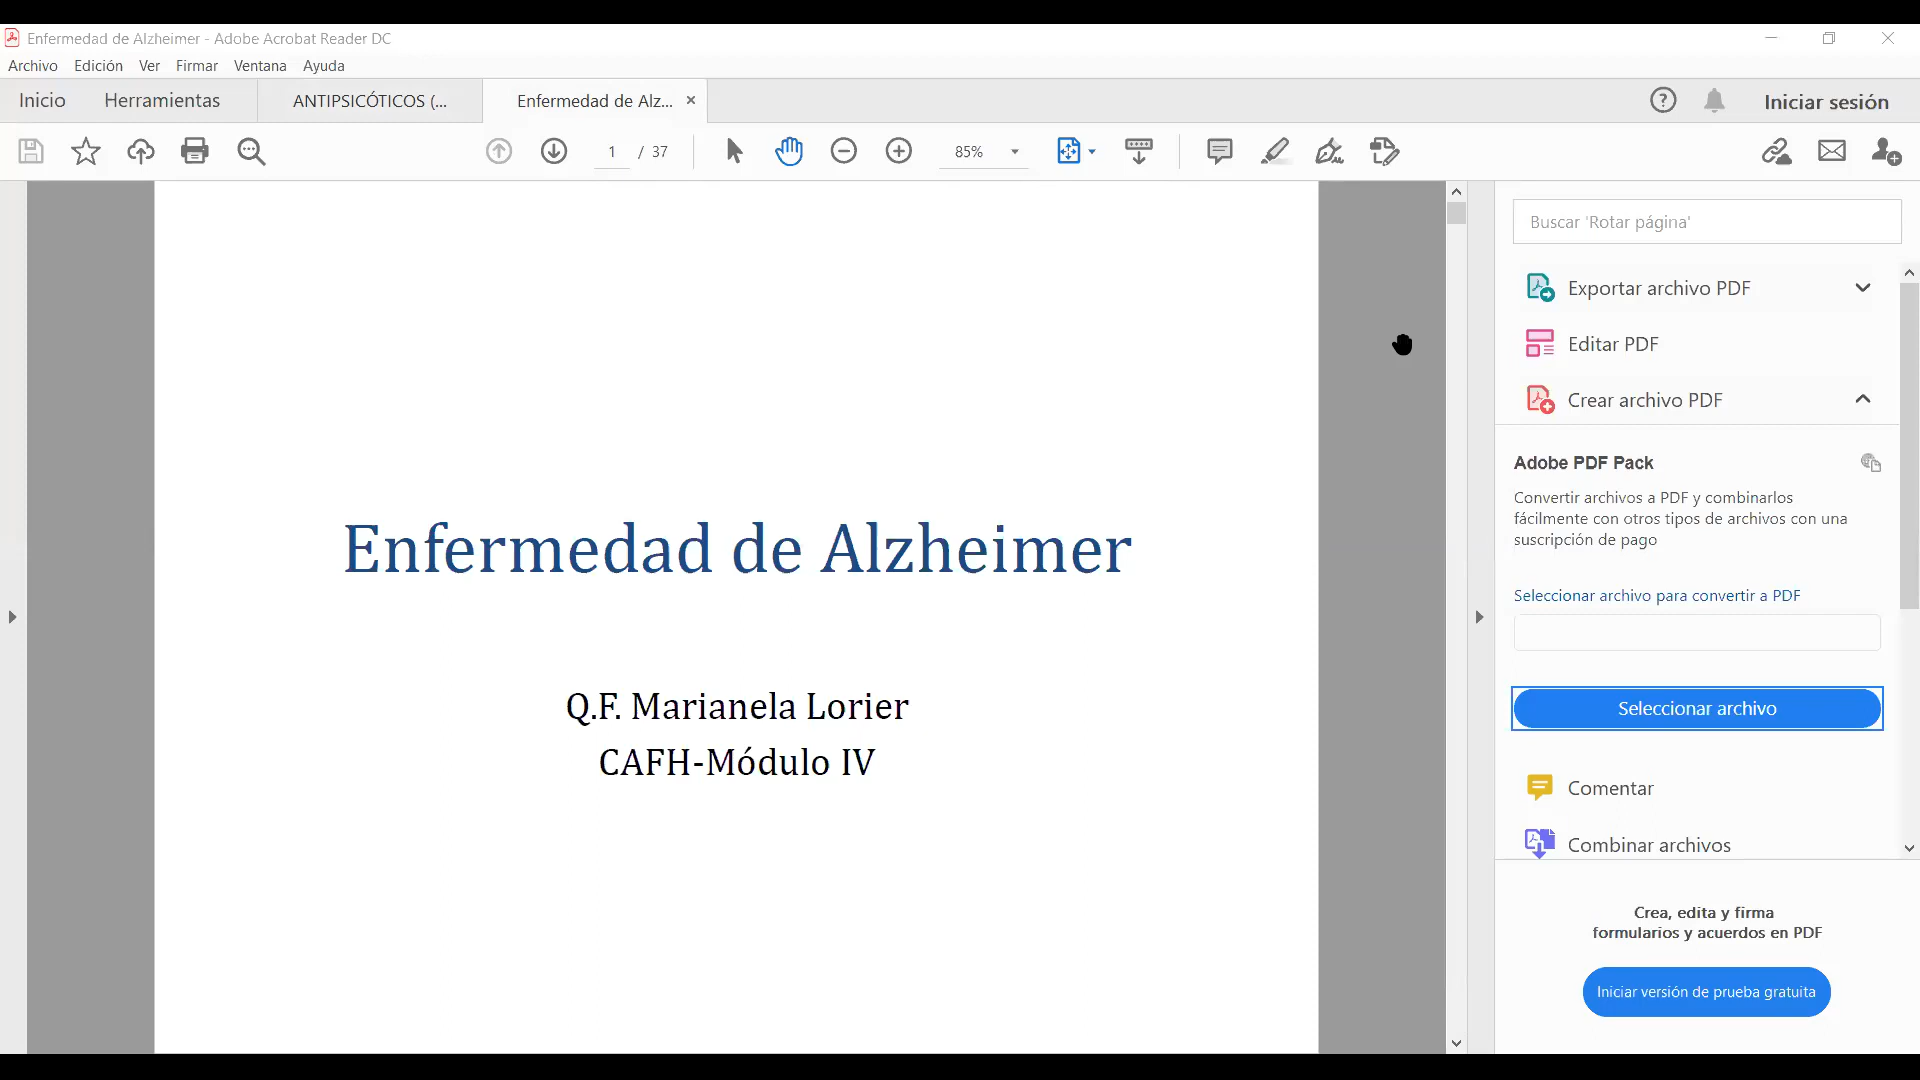 Enfermedad de Alzheimer - Adobe Acrobat Reader DC
Archivo Edición Ver Firmar Ventana Ayuda
Inicio Herramientas ANTIPSICÓTICOS (... Enfermedad de Alz... Iniciar sesión
1 / 37 85%
Buscar 'Rotar página'
Exportar archivo PDF
Editar PDF
Crear archivo PDF
Adobe PDF Pack
Convertir archivos a PDF y combinarlos
fácilmente con otros tipos de archivos con una
suscripción de pago
Seleccionar archivo para convertir a PDF
Seleccionar archivo
Comentar
Combinar archivos
Crea, edita y firma
formularios y acuerdos en PDF
Iniciar versión de prueba gratuita
Enfermedad de Alzheimer
Q.F. Marianela Lorier
CAFH-Módulo IV